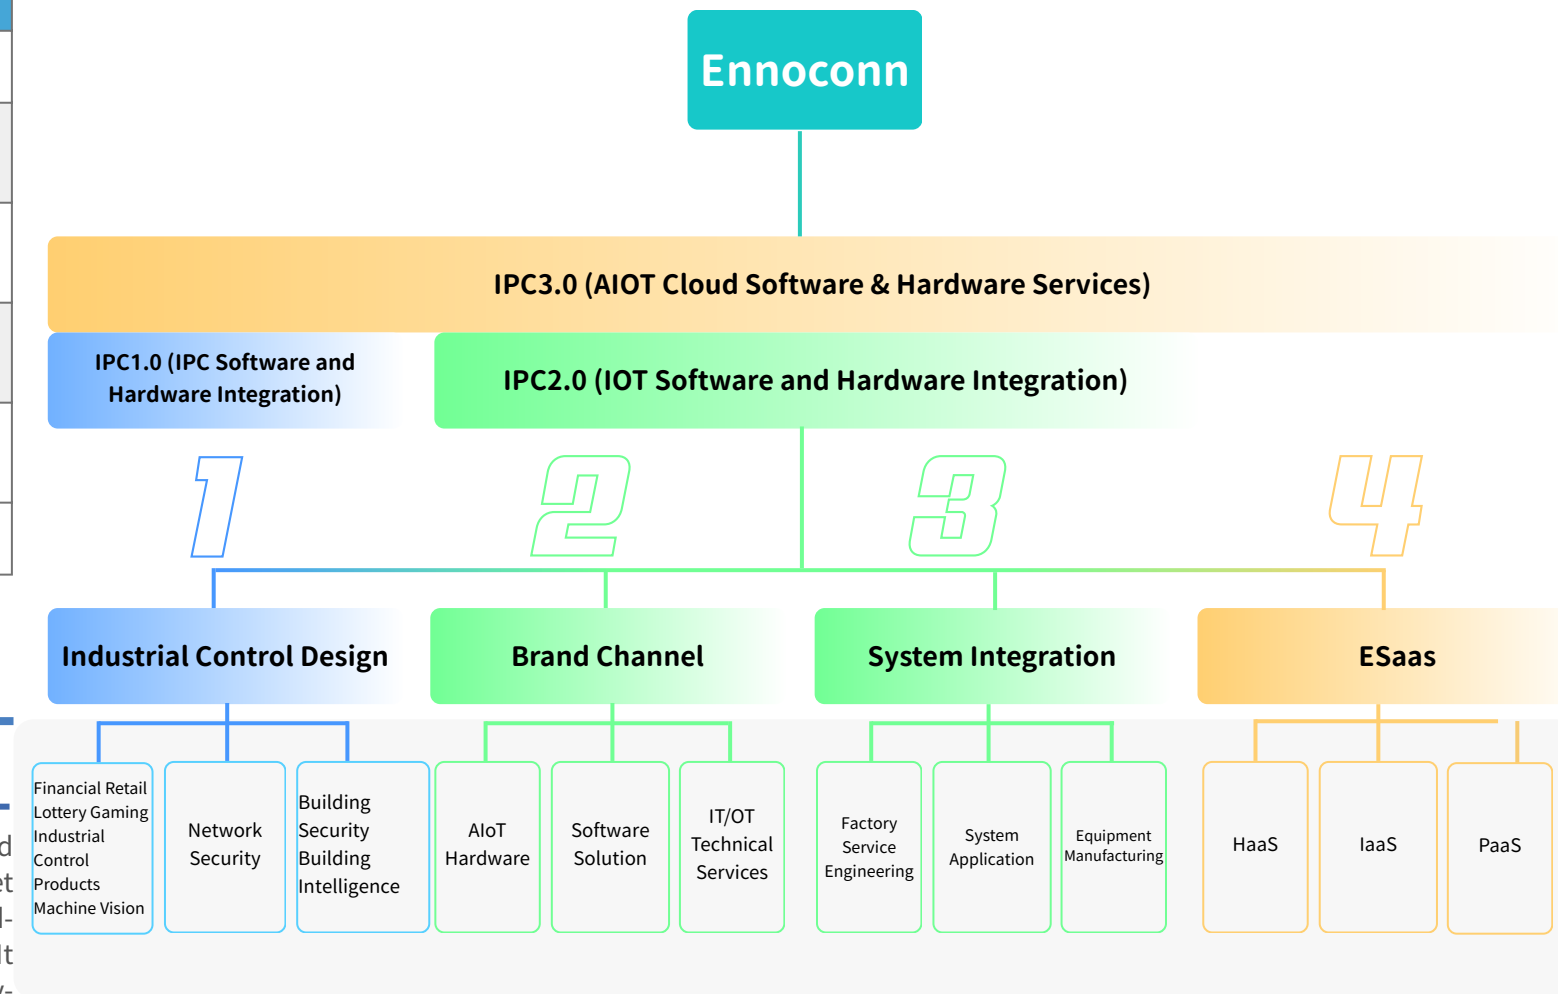 Ennoconn
IPC3.0 (AIOT Cloud Software & Hardware Services)
IPC1.0 (IPC Software and
Hardware Integration)
IPC2.0 (IOT Software and Hardware Integration)
1
2
3
4
Industrial Control Design
Brand Channel
System Integration
ESaas
Financial Retail
Lottery Gaming
Industrial
Control
Products
Machine Vision
Network
Security
Building
Security
Building
Intelligence
AIoT
Hardware
Software
Solution
IT/OT
Technical
Services
Factory
Service
Engineering
System
Application
Equipment
Manufacturing
HaaS
IaaS
PaaS